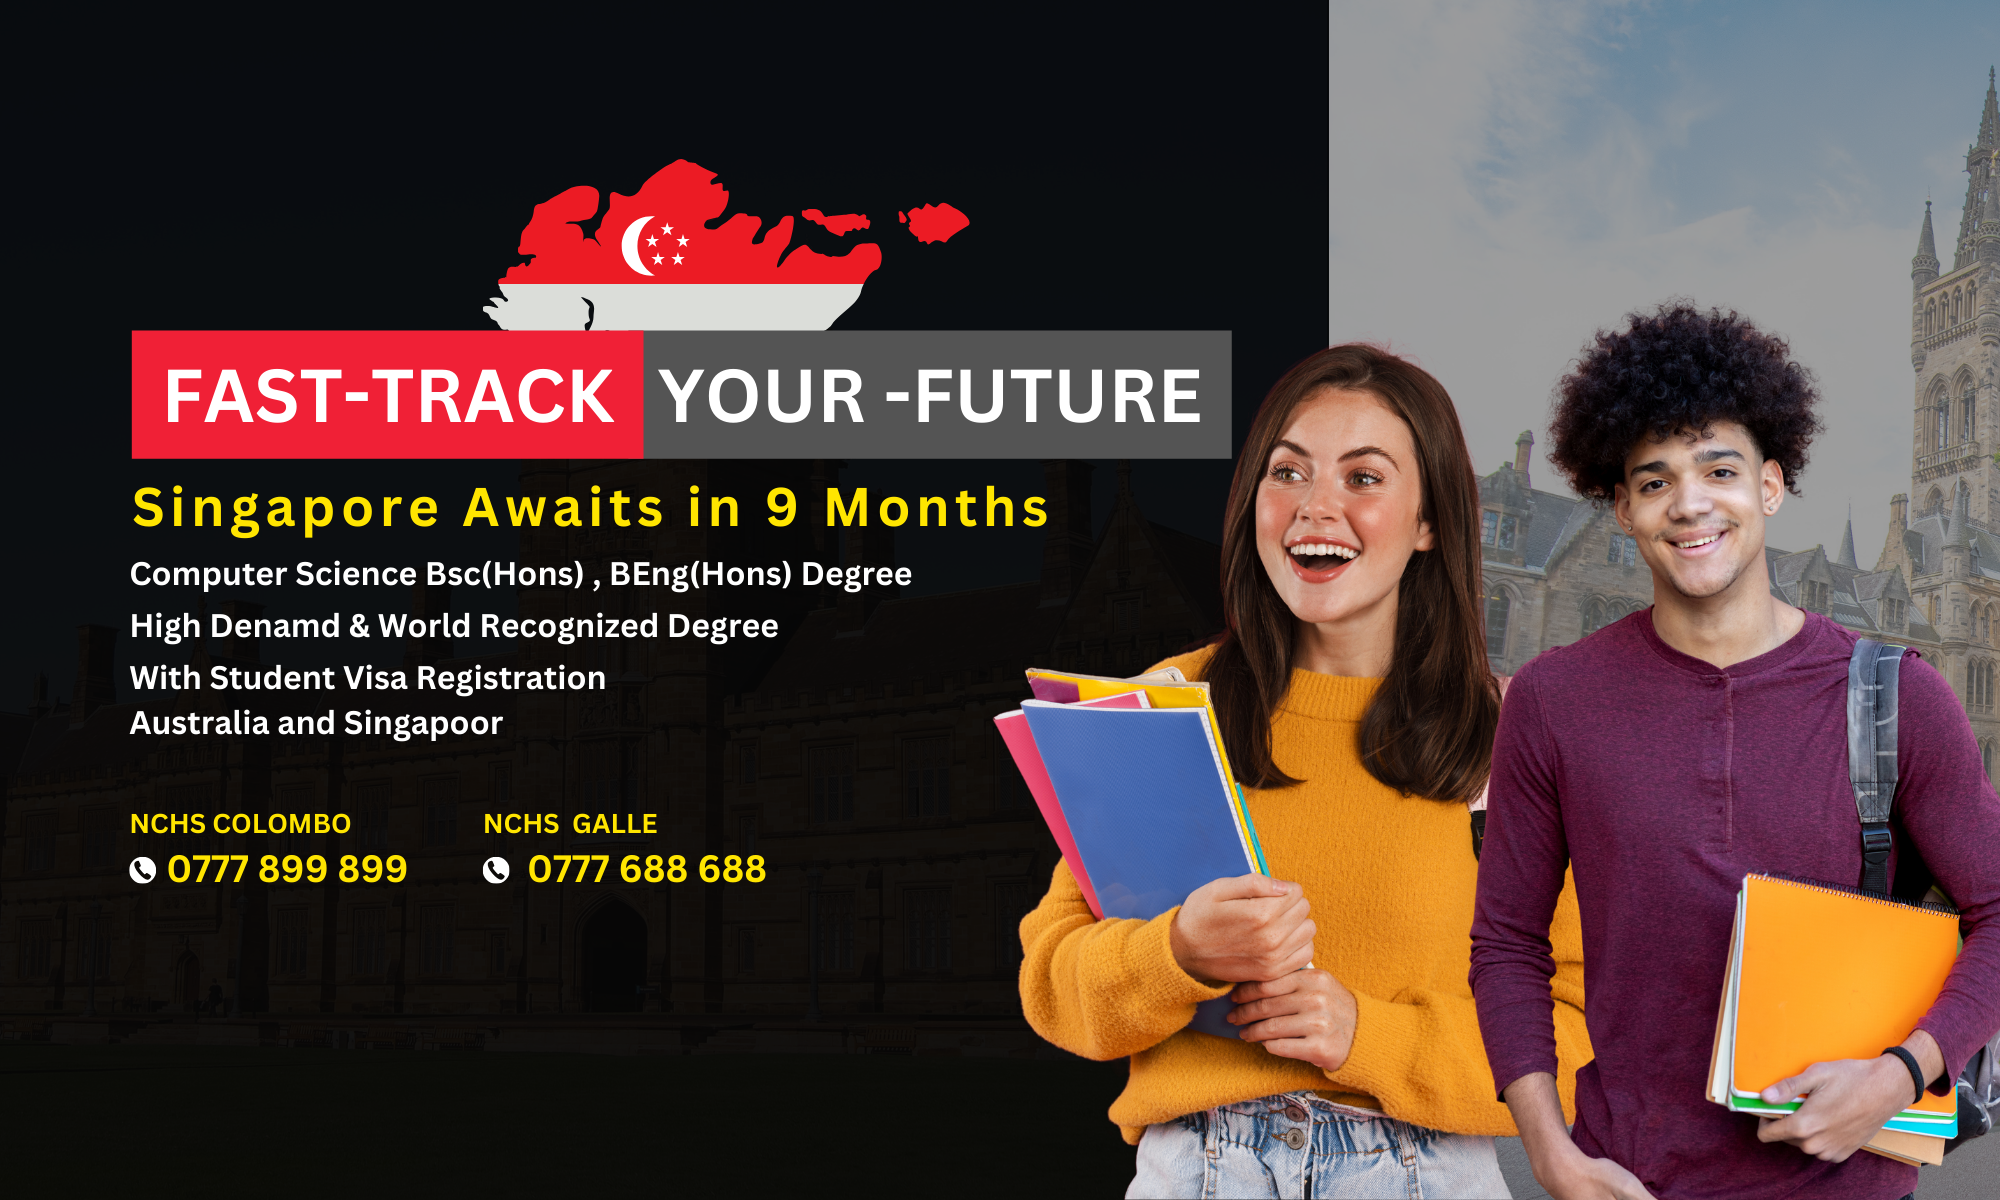 FAST-TRACK YOUR -FUTURE
Singapore Awaits in 9 Months
Computer Science Bsc(Hons) , BEng(Hons) Degree
High Denamd & World Recognized Degree
With Student Visa Registration
Australia and Singapoor
NCHS COLOMBO NCHS GALLE
0777 899 899 0777 688 688